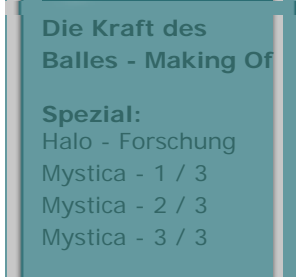 Die Kraft des
Balles - Making Of
Spezial:
Halo - Forschung
Mystica - 1 / 3
Mystica - 2 / 3
Mystica - 3 / 3